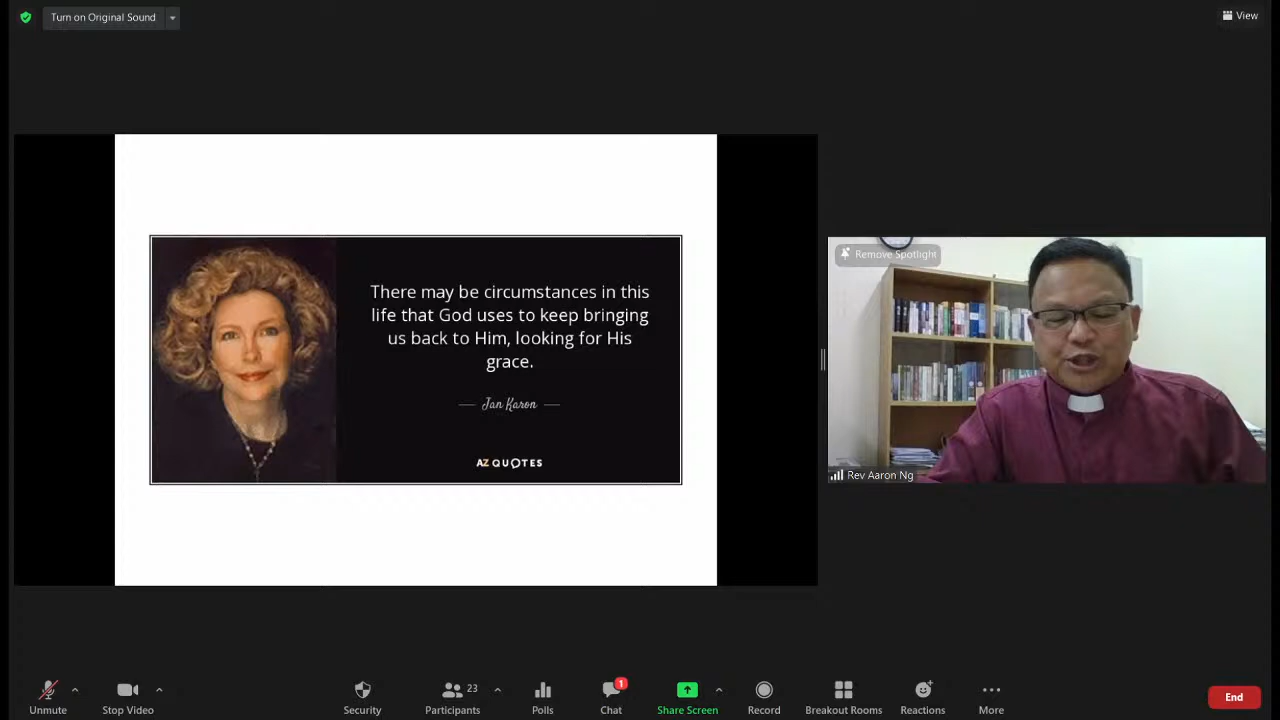 Turn on Original Sound
View
There may be circumstances in this
life that God uses to keep bringing
us back to Him, looking for His
grace.
Jan Karon
AZ QUOTES
Remove Spotlight
Rev Aaron Ng
Unmute
Stop Video
Security
23
Participants
Polls
1
Chat
Share Screen
Record
Breakout Rooms
Reactions
More
End